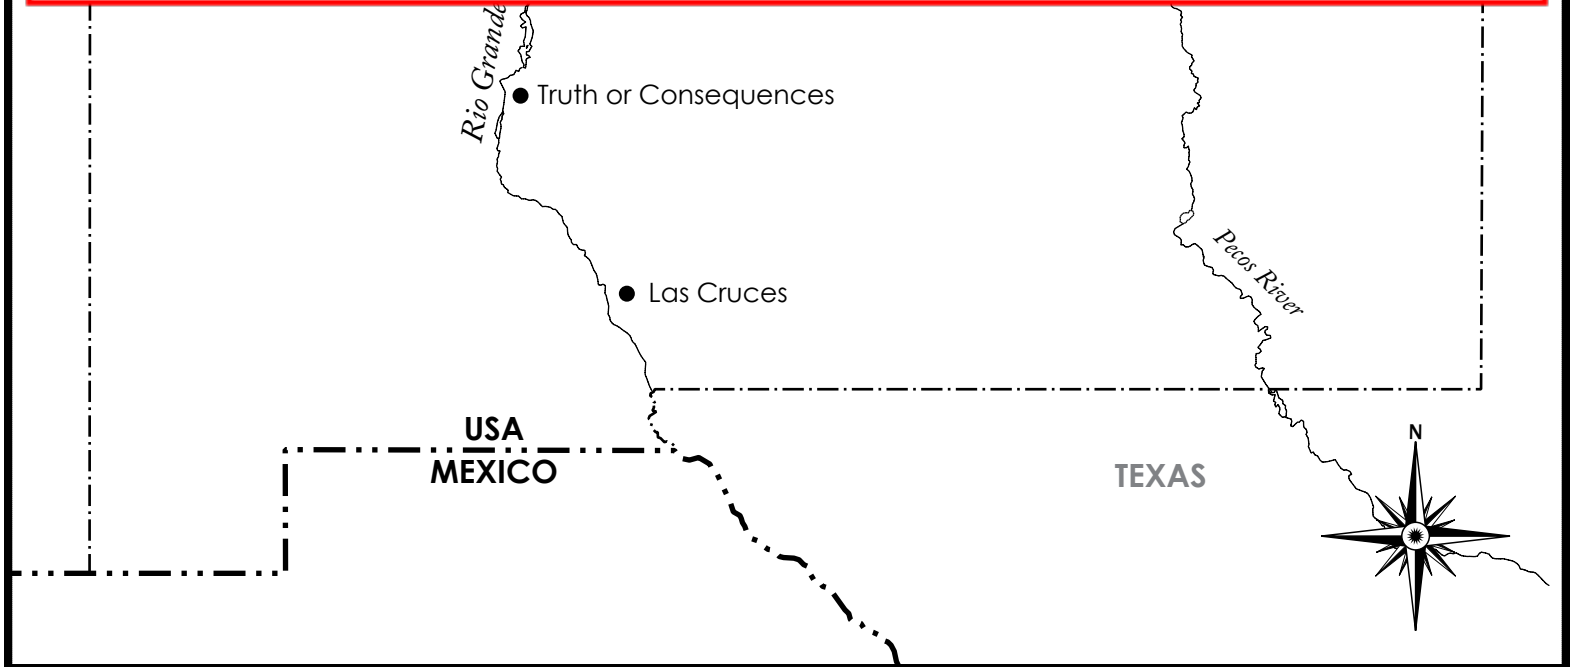 Rio Grande
Truth or Consequences
Pecos River
Las Cruces
USA
MEXICO
N
TEXAS